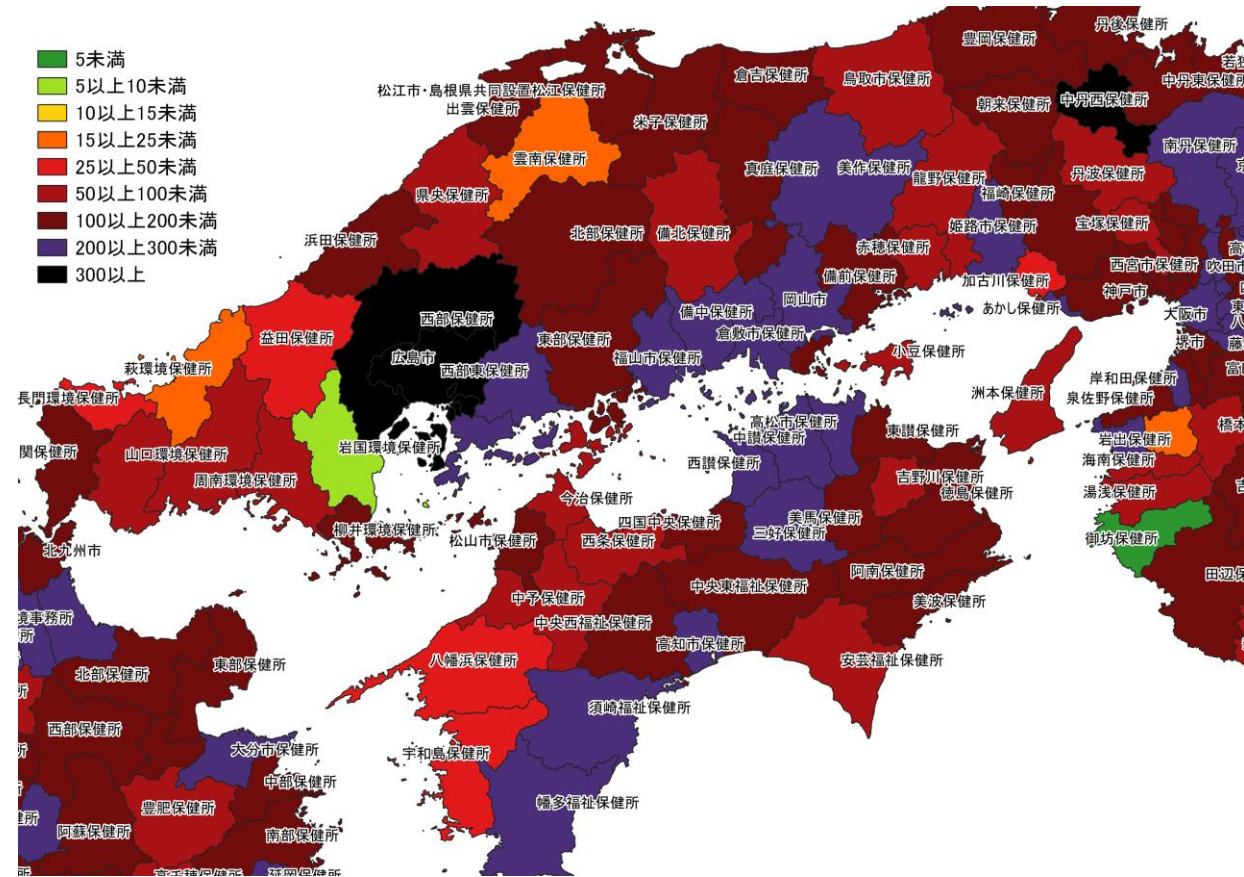 5未満
5以上10未満
10以上15未満
15以上25未満
25以上50未満
50以上100未満
100以上200未満
200以上300未満
300以上
丹後保健所
豊岡保健所
若狭
倉吉保健所
鳥取市保健所
中丹東保健所
松江市・島根県共同設置松江保健所
中丹西保健所
出雲保健所
朝来保健所
米子保健所
南丹保健所
雲南保健所
真庭保健所
美作保健所
龍野保健所
丹波保健所
県央保健所
福崎保健所
姫路市保健所
宝塚保健所
北部保健所
備北保健所
浜田保健所
赤穂保健所
西宮市保健所
吹田市
備前保健所
加古川保健所
神戸市
岡山市
あかし保健所
備中保健所
大阪市
西部保健所
倉敷市保健所
益田保健所
東部保健所
堺市
広島市
福山市保健所
小豆保健所
西部東保健所
萩環境保健所
岸和田保健所
洲本保健所
長門環境保健所
泉佐野保健所
高松市保健所
東讃保健所
中讃保健所
岩出保健所
橋本
岩国環境保健所
関保健所
山口環境保健所
西讃保健所
海南保健所
周南環境保健所
吉野川保健所
徳島保健所
湯浅保健所
今治保健所
四国中央保健所
美馬保健所
柳井環境保健所
三好保健所
松山市保健所
西条保健所
御坊保健所
北九州市
阿南保健所
田辺保
中央東福祉保健所
中予保健所
美波保健所
境事務所
中央西福祉保健所
高知市保健所
八幡浜保健所
安芸福祉保健所
東部保健所
北部保健所
須崎福祉保健所
西部保健所
大分市保健所
宇和島保健所
中部保健所
幡多福祉保健所
豊肥保健所
阿蘇保健所
南部保健所
高千穂保健所
延岡保健所